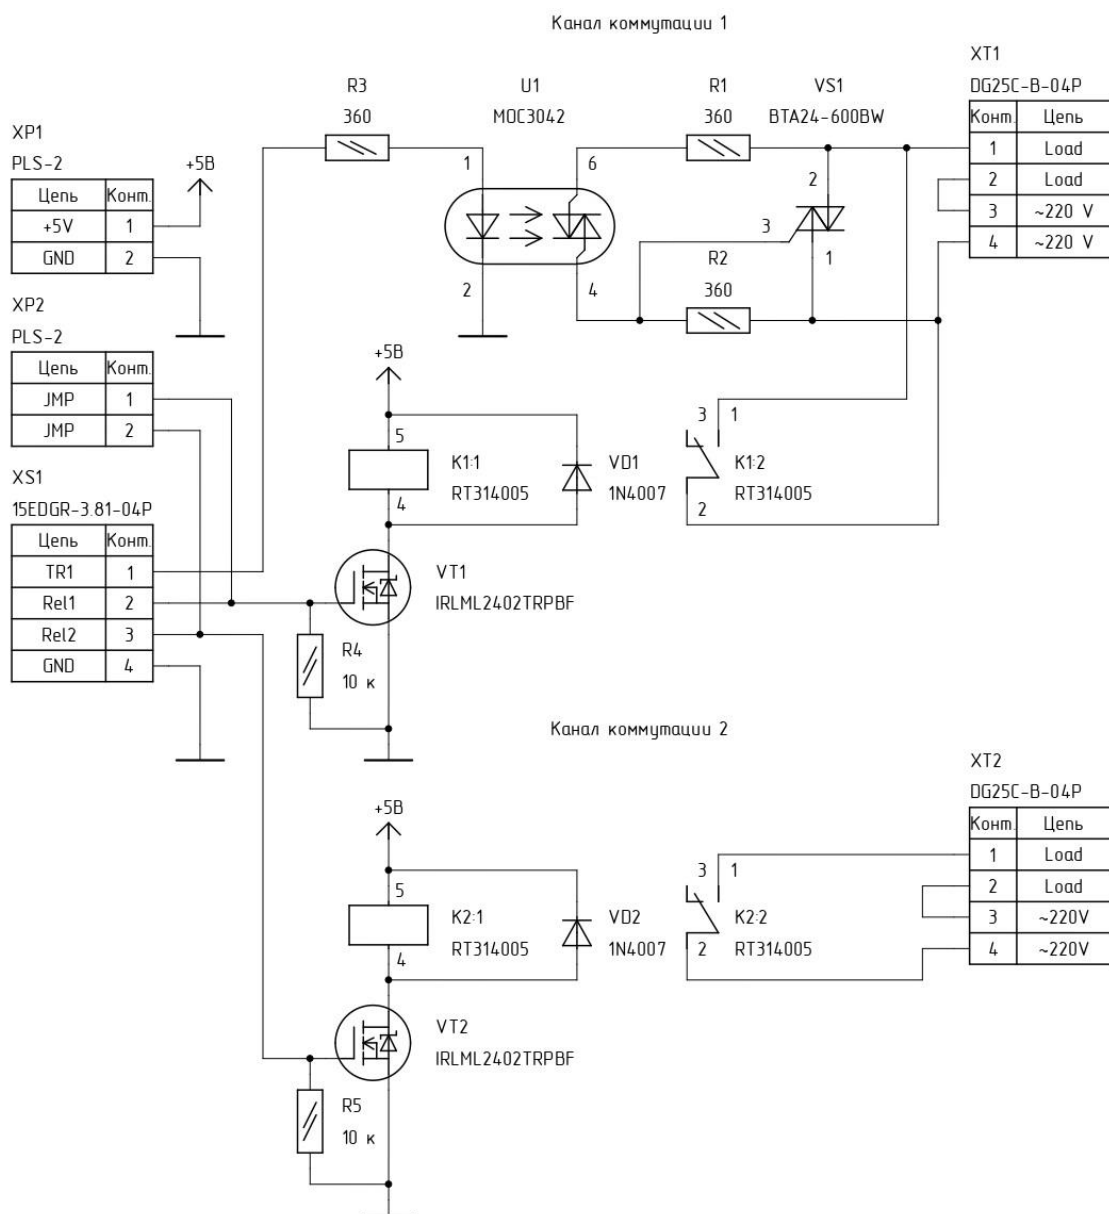 Канал коммутации 1
XT1
DG25C-B-04P
Конт. Цепь
1 Load
2 Load
3 ~220 V
4 ~220 V
R3
360
U1
MOC3042
R1
360
VS1
BTA24-600BW
1
6
2
4
2
3
1
R2
360
XP1
PLS-2
Цепь Конт.
+5V 1
GND 2
+5В
XP2
PLS-2
Цепь Конт.
JMP 1
JMP 2
XS1
15EDGR-3.81-04P
Цепь Конт.
TR1 1
Rel1 2
Rel2 3
GND 4
+5В
5
K1:1
RT314005
4
VD1
1N4007
3 1
K1:2
RT314005
2
VT1
IRLML2402TRPBF
R4
10 к
Канал коммутации 2
XT2
DG25C-B-04P
Конт. Цепь
1 Load
2 Load
3 ~220V
4 ~220V
+5В
5
K2:1
RT314005
4
VD2
1N4007
3 1
K2:2
2 RT314005
VT2
IRLML2402TRPBF
R5
10 к